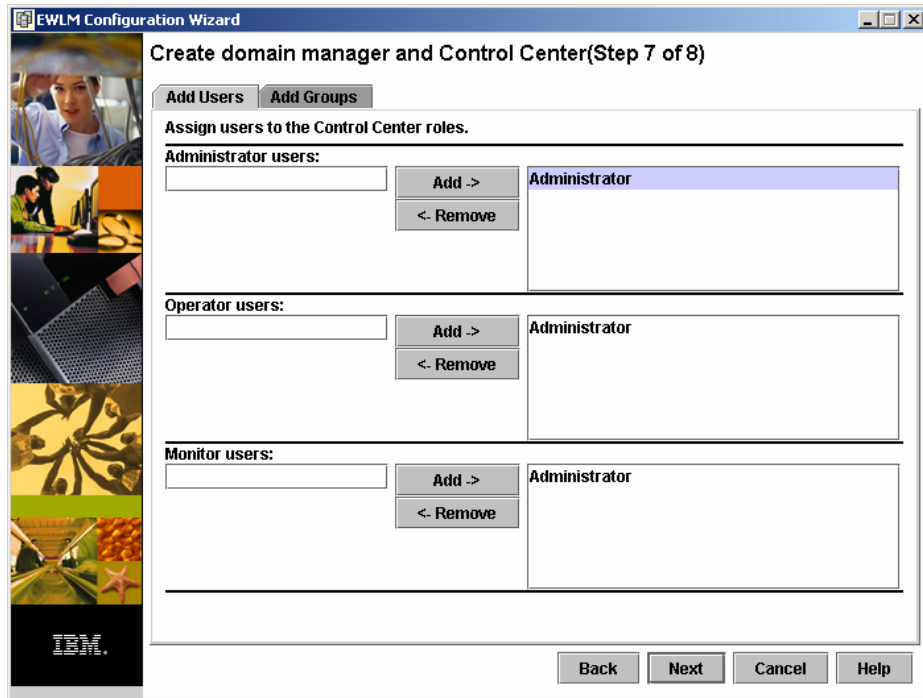 EWLM Configuration Wizard
Create domain manager and Control Center(Step 7 of 8)
Add Users Add Groups
Assign users to the Control Center roles.
Administrator users:
Add -> Administrator
<- Remove
Operator users:
Add -> Administrator
<- Remove
Monitor users:
Add -> Administrator
<- Remove
IBM.
Back Next Cancel Help